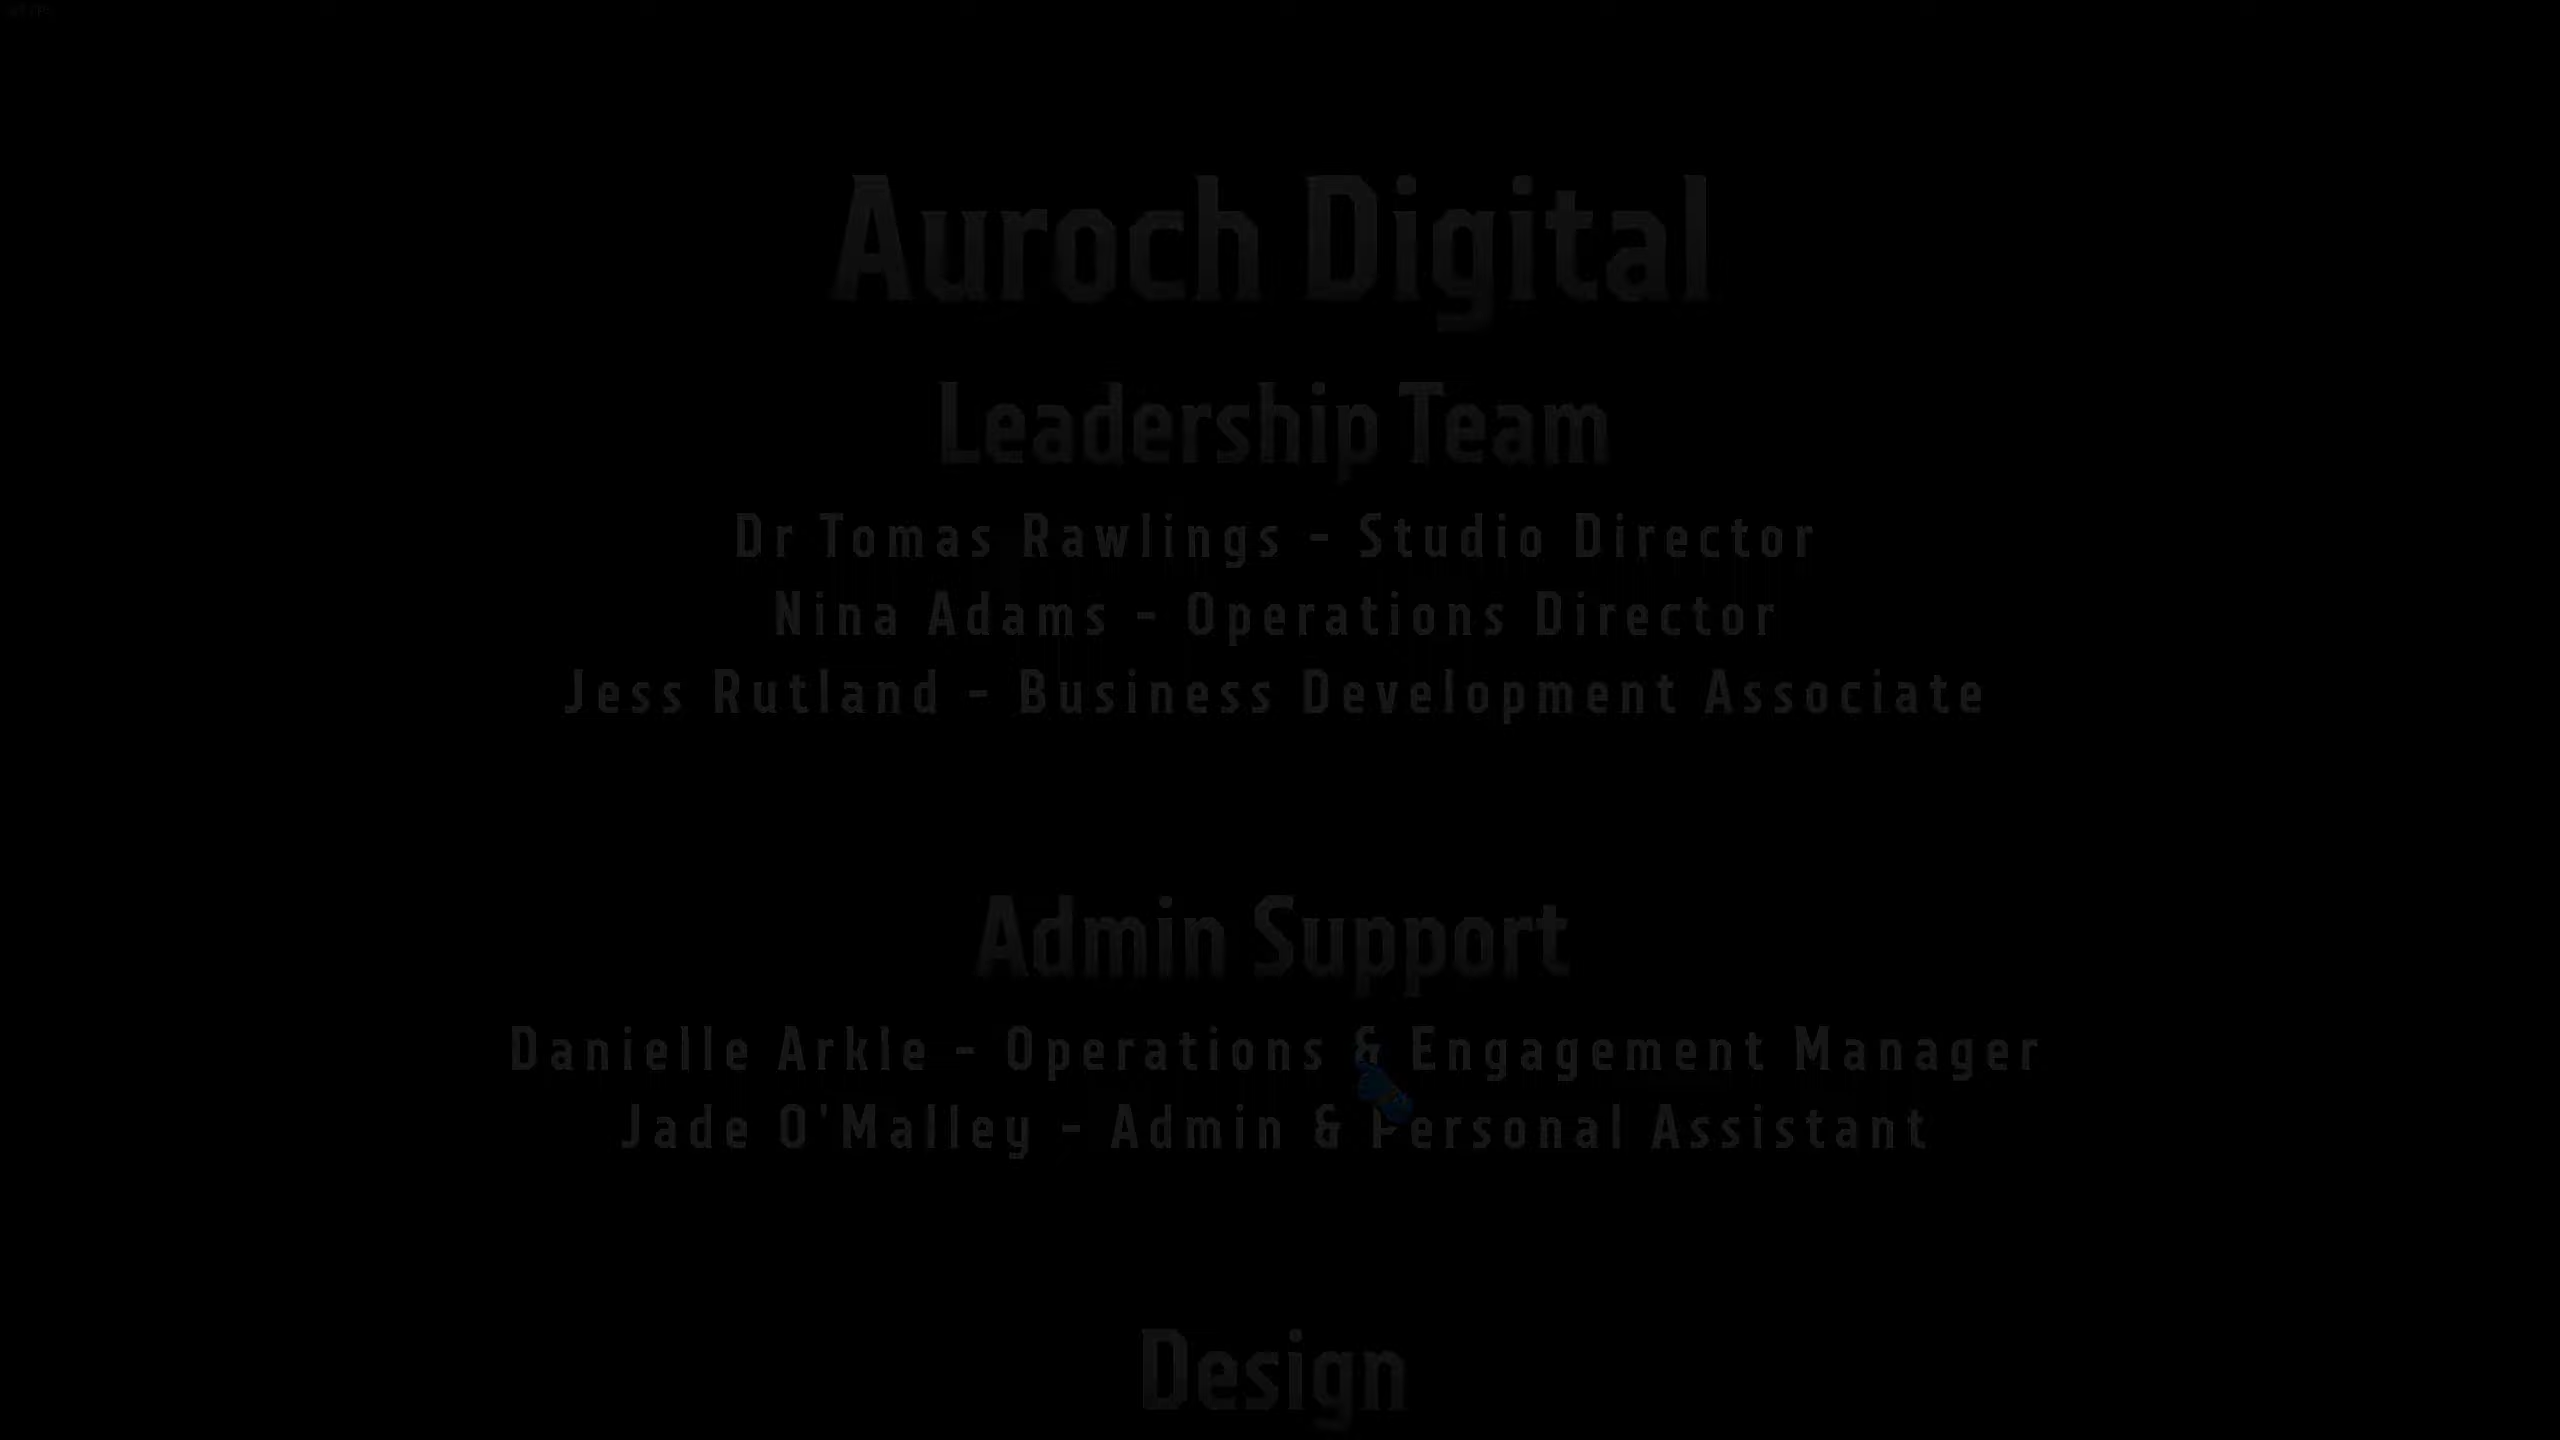 Auroch Digital
Leadership Team
Dr Tomas Rawlings - Studio Director
Nina Adams - Operations Director
Jess Rutland - Business Development Associate
Admin Support
Danielle Arkle - Operations & Engagement Manager
Jade O'Malley - Admin & Personal Assistant
Design